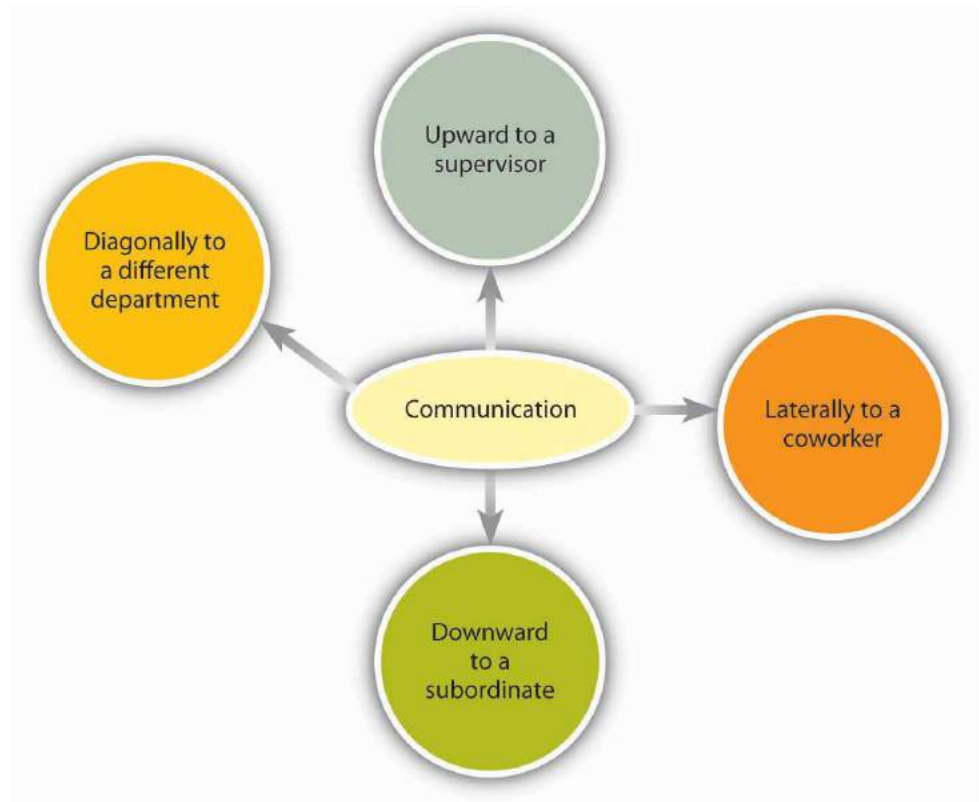 Upward to a
supervisor
Diagonally to
a different
department
Communication
Laterally to a
coworker
Downward
to a
subordinate